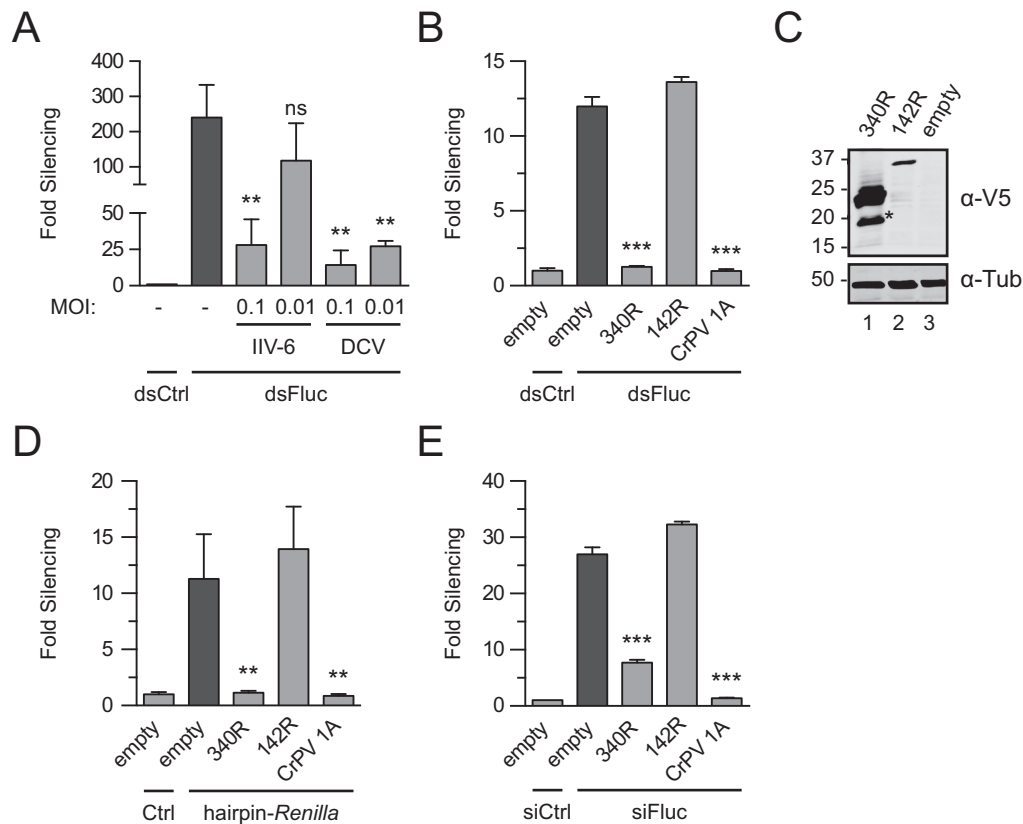 A
Fold Silencing
400
300
200
100
50
25
0
**
ns
**
**
MOI:
- - 0.1 0.01 0.1 0.01
IIV-6 DCV
dsCtrl dsFluc
B
Fold Silencing
15
10
5
0
***
***
empty empty 340R 142R CrPV 1A
dsCtrl dsFluc
C
340R 142R empty
37
25
20
15
*
α-V5
50
α-Tub
1 2 3
D
Fold Silencing
20
15
10
5
0
**
**
empty empty 340R 142R CrPV 1A
Ctrl hairpin-Renilla
E
Fold Silencing
40
30
20
10
0
***
***
empty empty 340R 142R CrPV 1A
siCtrl siFluc